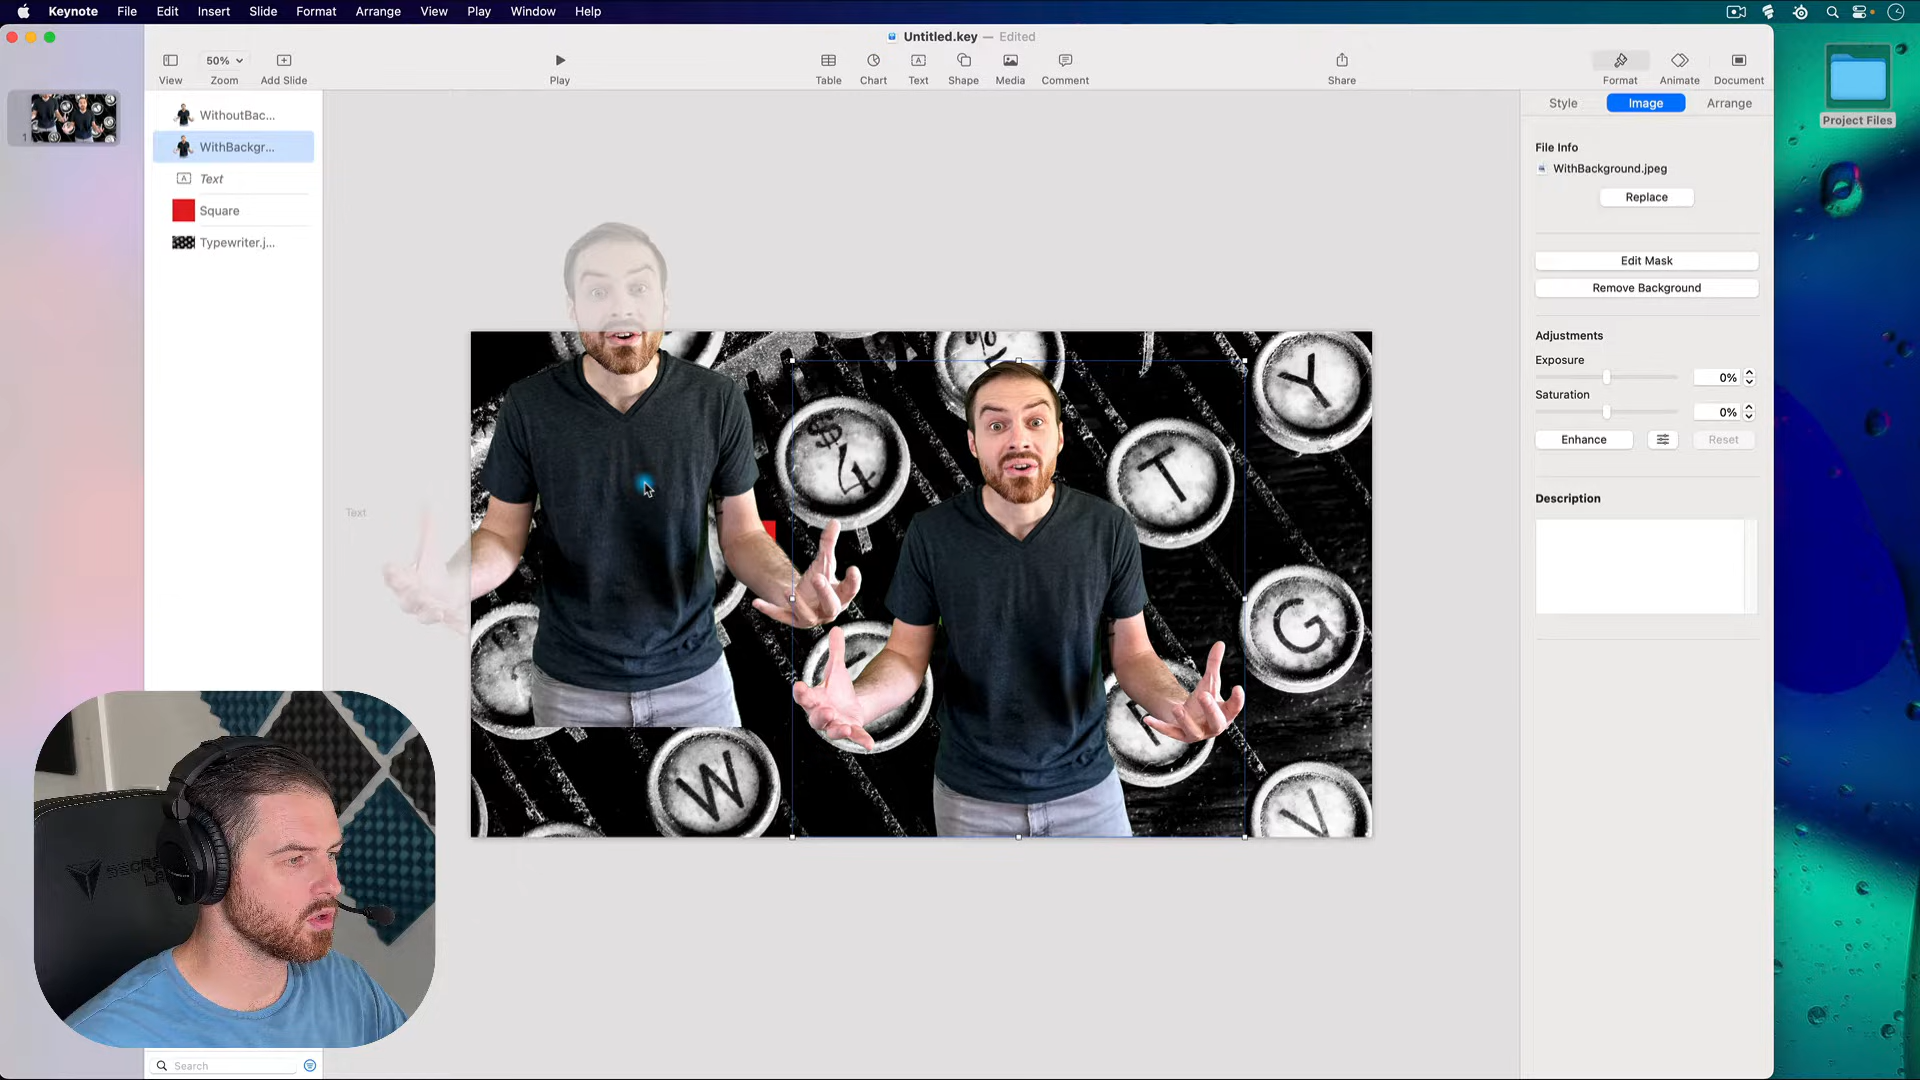 Keynote File Edit Insert Slide Format Arrange View Play Window Help
Untitled.key — Edited
50%
View Zoom Add Slide Play Table Chart Text Shape Media Comment Share Format Animate Document
Style Image Arrange
Project Files
1
WithoutBac...
WithBackgr...
Text
Square
Typewriter.j...
File Info
WithBackground.jpeg
Replace
Edit Mask
Remove Background
Adjustments
Exposure
0%
Saturation
0%
Enhance
Reset
Description
Text
%
Y
$
4
T
G
W
V
Search